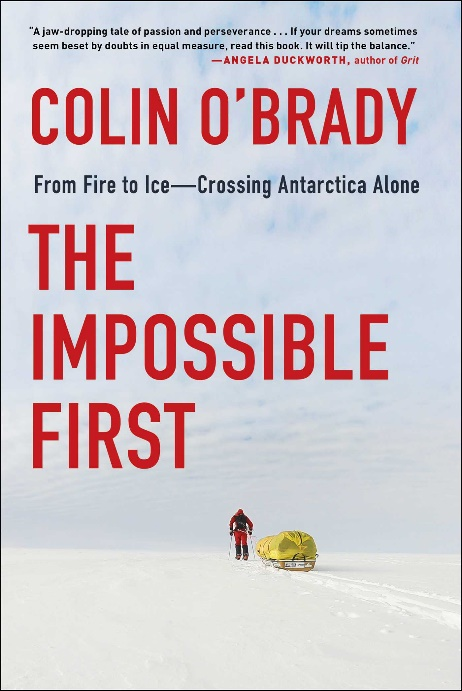 "A jaw-dropping tale of passion and perseverance . . . If your dreams sometimes
seem beset by doubts in equal measure, read this book. It will tip the balance."
—ANGELA DUCKWORTH, author of Grit
COLIN O'BRADY
From Fire to Ice—Crossing Antarctica Alone
THE
IMPOSSIBLE
FIRST